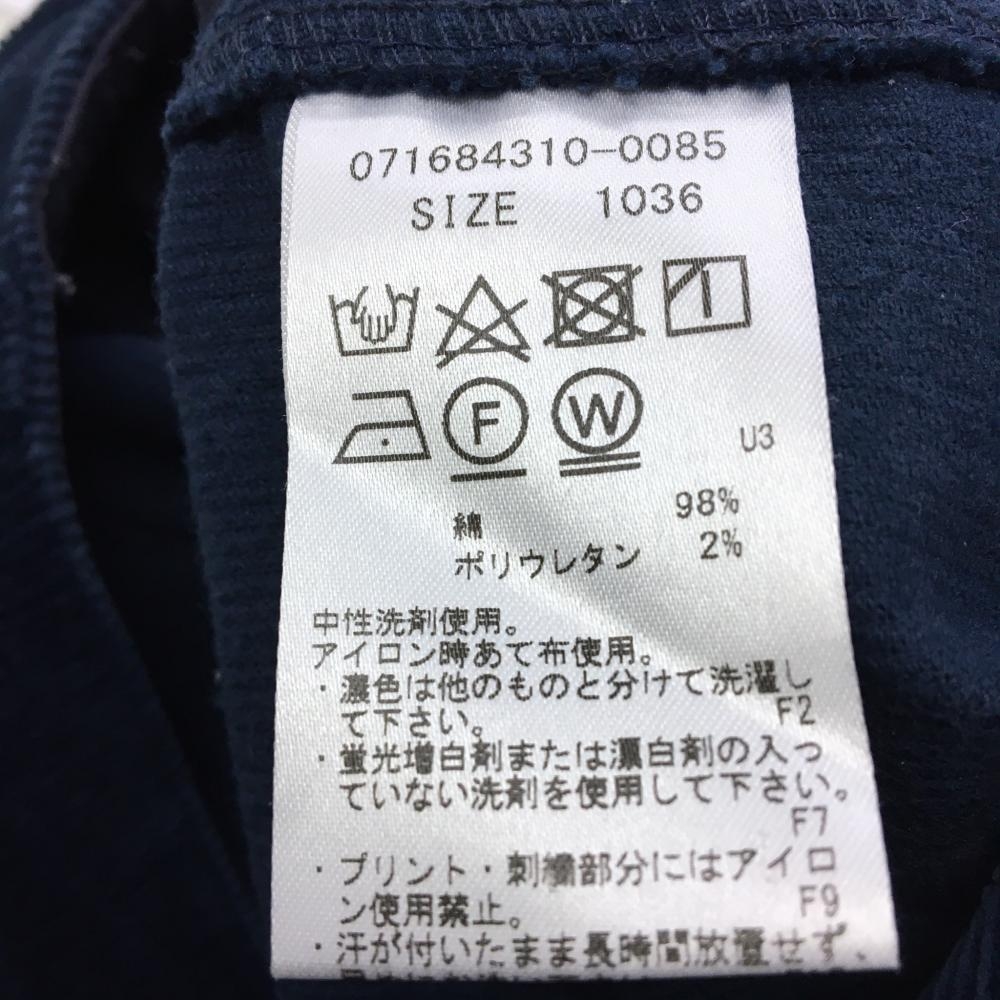 071684310-0085
SIZE 1036
F W
U3
綿 98%
ポリウレタン 2%
中性洗剤使用。
アイロン時あて布使用。
・濃色は他のものと分けて洗濯し
て下さい。 F2
・蛍光増白剤または漂白剤の入っ
ていない洗剤を使用して下さい。
F7
・プリント・刺繍部分にはアイロ
ン使用禁止。 F9
・汗が付いたまま長時間放置せず、